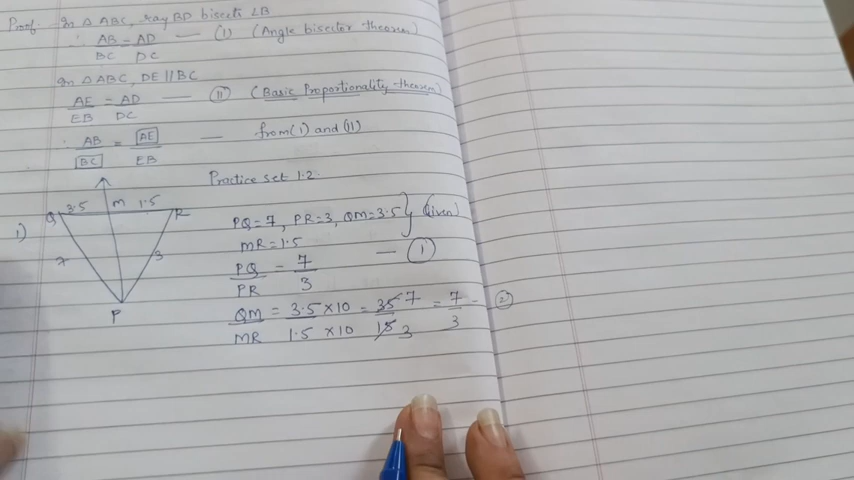 Proof. In Δ ABC, ray BP bisects ∠B
∴ AB/BC = AD/DC — (I) (Angle bisector theorem)
In Δ ABC, DE || BC
AE/EB = AD/DC — (II) (Basic Proportionality theorem)
∴ AB/BC = AE/EB — from (I) and (II)
Practice set 1.2
1)
Q 3.5 M 1.5 R
7 3
P
PQ=7, PR=3, QM=3.5 } Given)
MR=1.5
PQ/PR = 7/3 — (1)
QM/MR = 3.5×10/1.5×10 = 35/15 7/3 = 7/3 - (2)